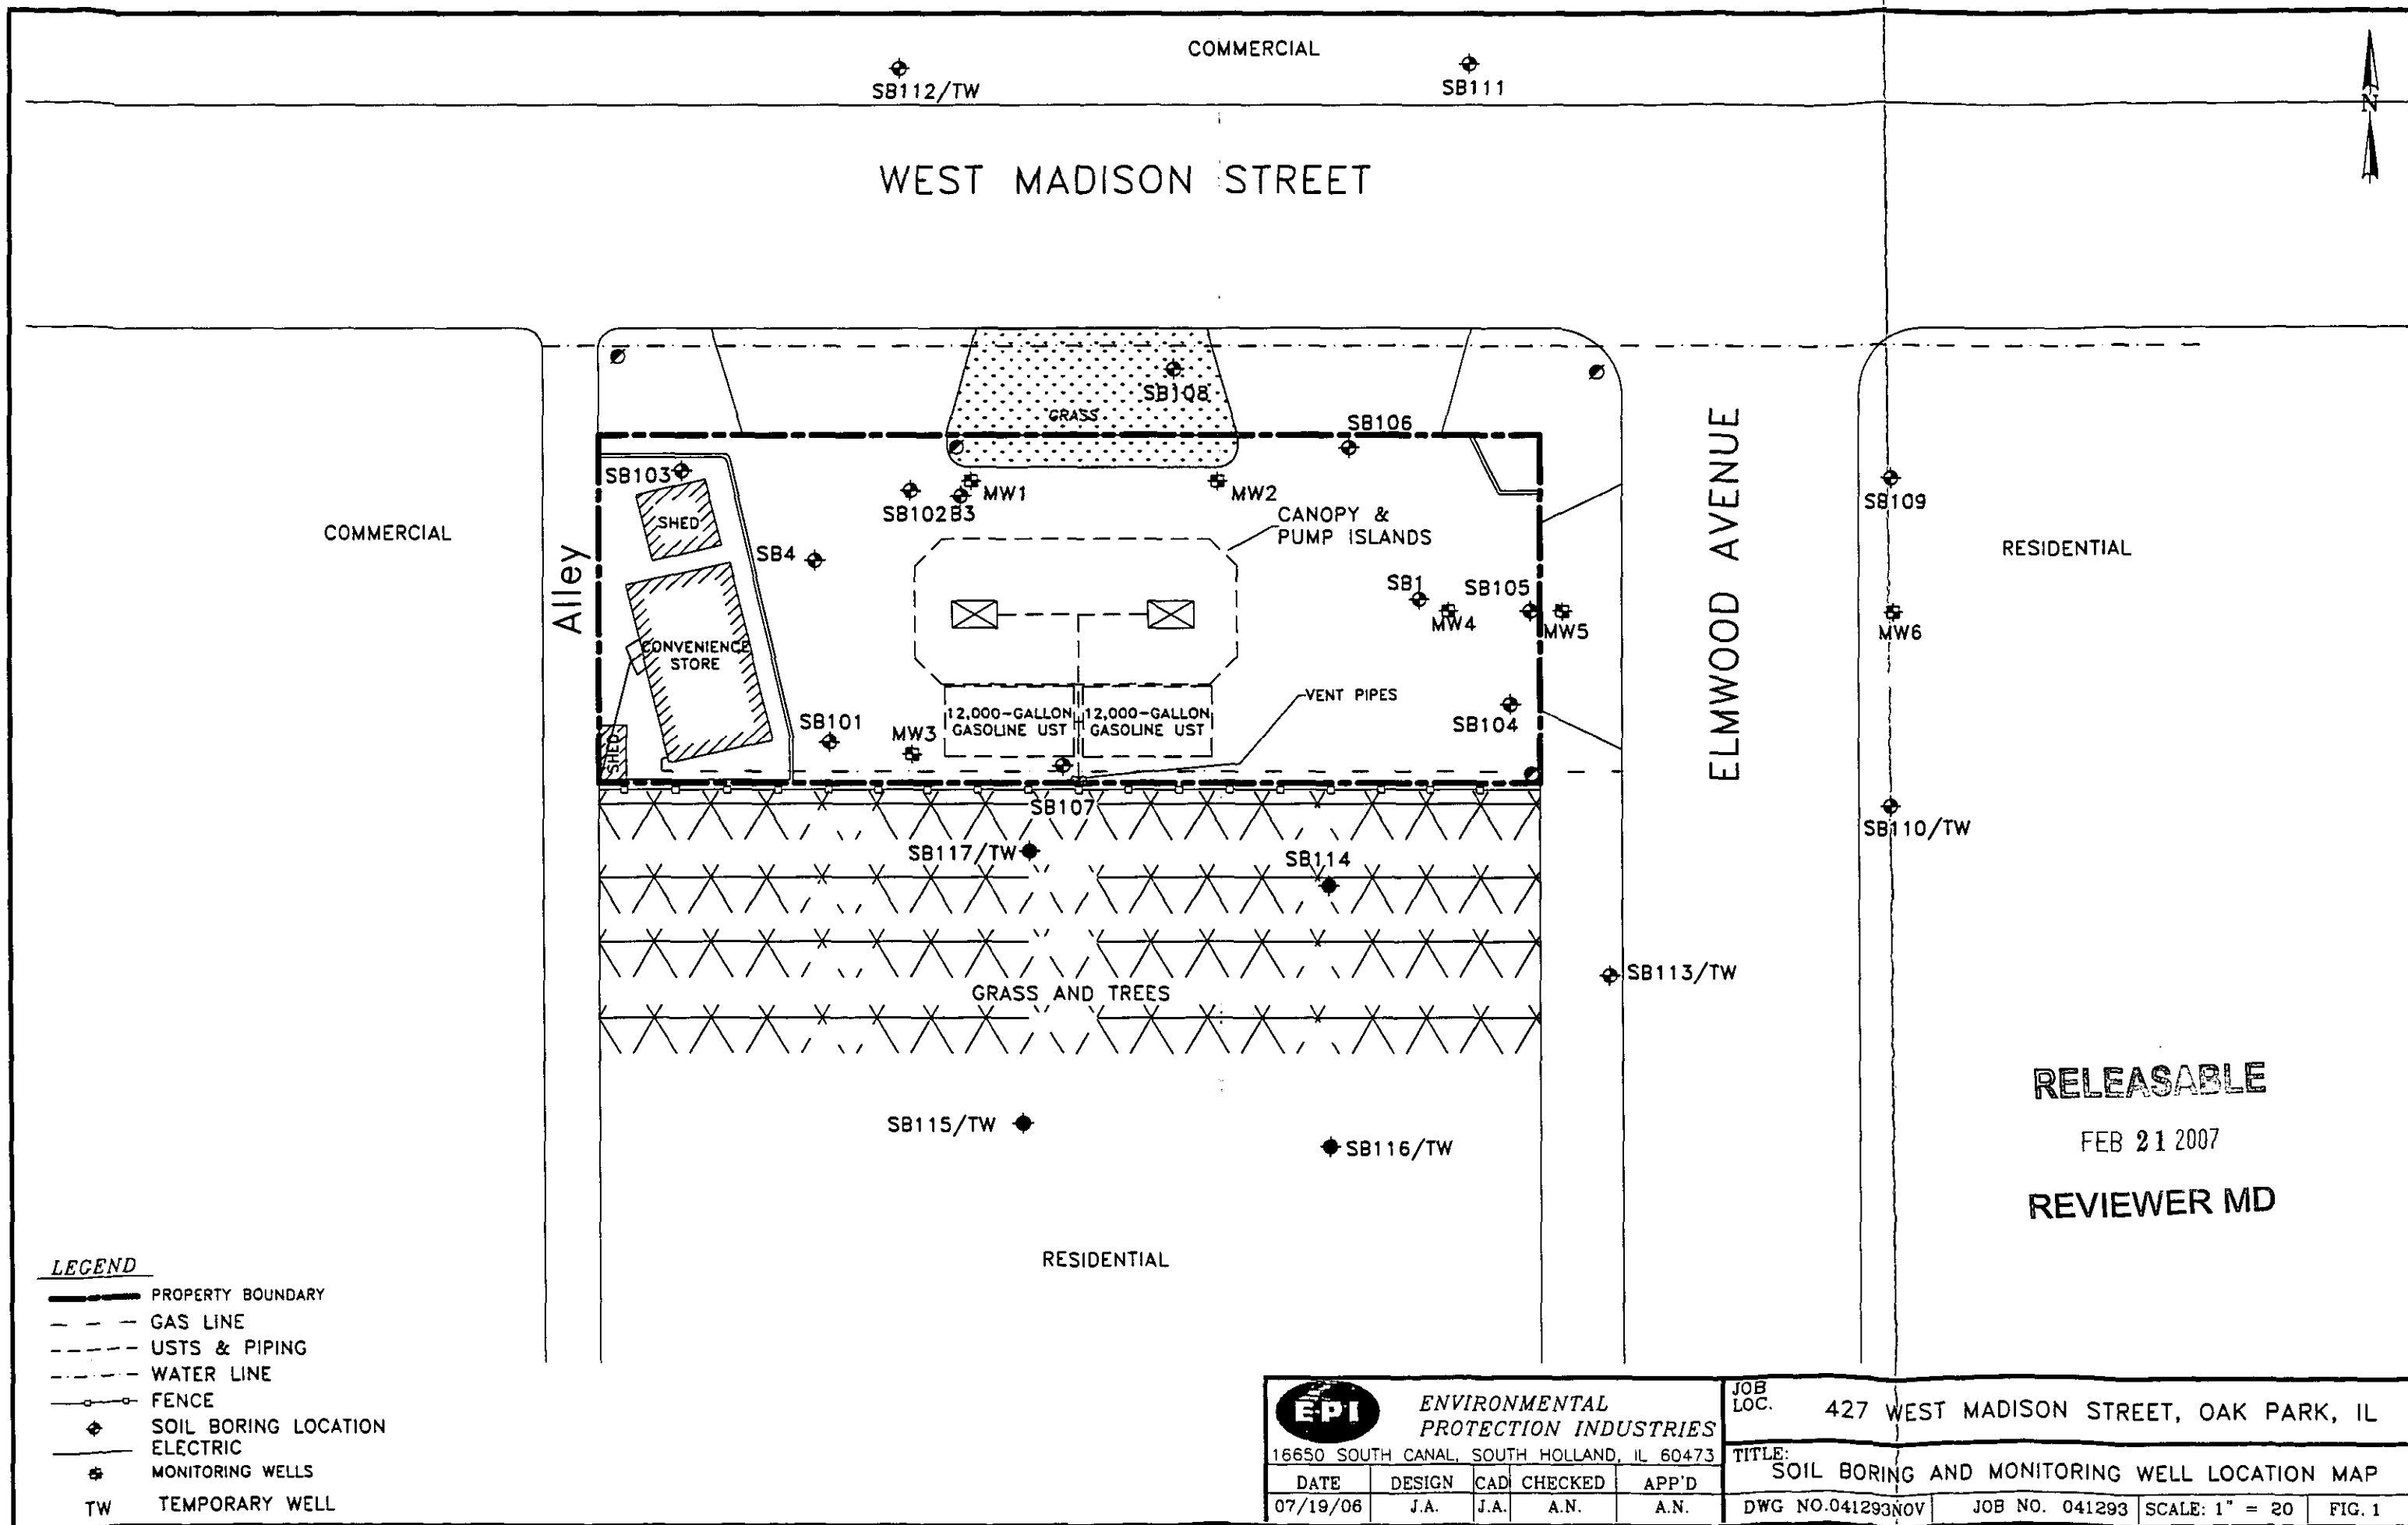 COMMERCIAL
SB112/TW
SB111
N
WEST MADISON STREET
SB108
GRASS
SB106
SB103
MW1
MW2
SB102
B3
SB109
SHED
CANOPY &
PUMP ISLANDS
COMMERCIAL
RESIDENTIAL
Alley
ELMWOOD AVENUE
SB4
SB1
SB105
MW4
MW5
MW6
CONVENIENCE
STORE
VENT PIPES
12,000-GALLON
GASOLINE UST
12,000-GALLON
GASOLINE UST
SB104
SB101
MW3
SHED
SB107
SB110/TW
SB117/TW
SB114
SB113/TW
GRASS AND TREES
RELEASABLE
FEB 21 2007
REVIEWER MD
SB115/TW
SB116/TW
RESIDENTIAL
LEGEND
PROPERTY BOUNDARY
GAS LINE
USTS & PIPING
WATER LINE
FENCE
SOIL BORING LOCATION
ELECTRIC
MONITORING WELLS
TW TEMPORARY WELL
EPI
ENVIRONMENTAL
PROTECTION INDUSTRIES
16650 SOUTH CANAL, SOUTH HOLLAND, IL 60473
DATE DESIGN CAD CHECKED APP'D
07/19/06 J.A. J.A. A.N. A.N.
JOB
LOC. 427 WEST MADISON STREET, OAK PARK, IL
TITLE:
SOIL BORING AND MONITORING WELL LOCATION MAP
DWG NO.041293NOV JOB NO. 041293 SCALE: 1" = 20 FIG. 1